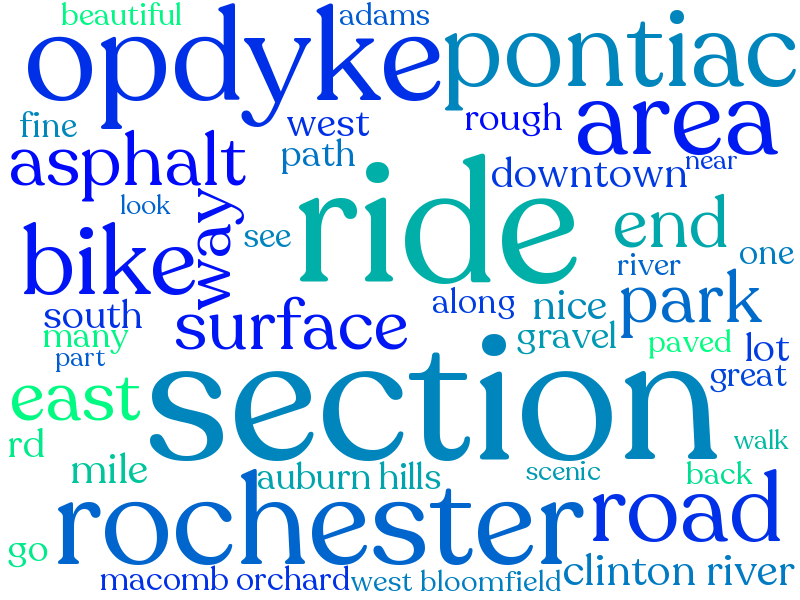 beautiful
adams
opdyke
pontiac
fine
west
rough
area
asphalt
path
downtown
near
look
way
see
ride
end
one
bike
river
park
south
surface
along
nice
many
gravel
paved
lot
part
section
great
east
rd
walk
mile
auburn hills
scenic
back
rochester
road
go
macomb orchard
west bloomfield
clinton river